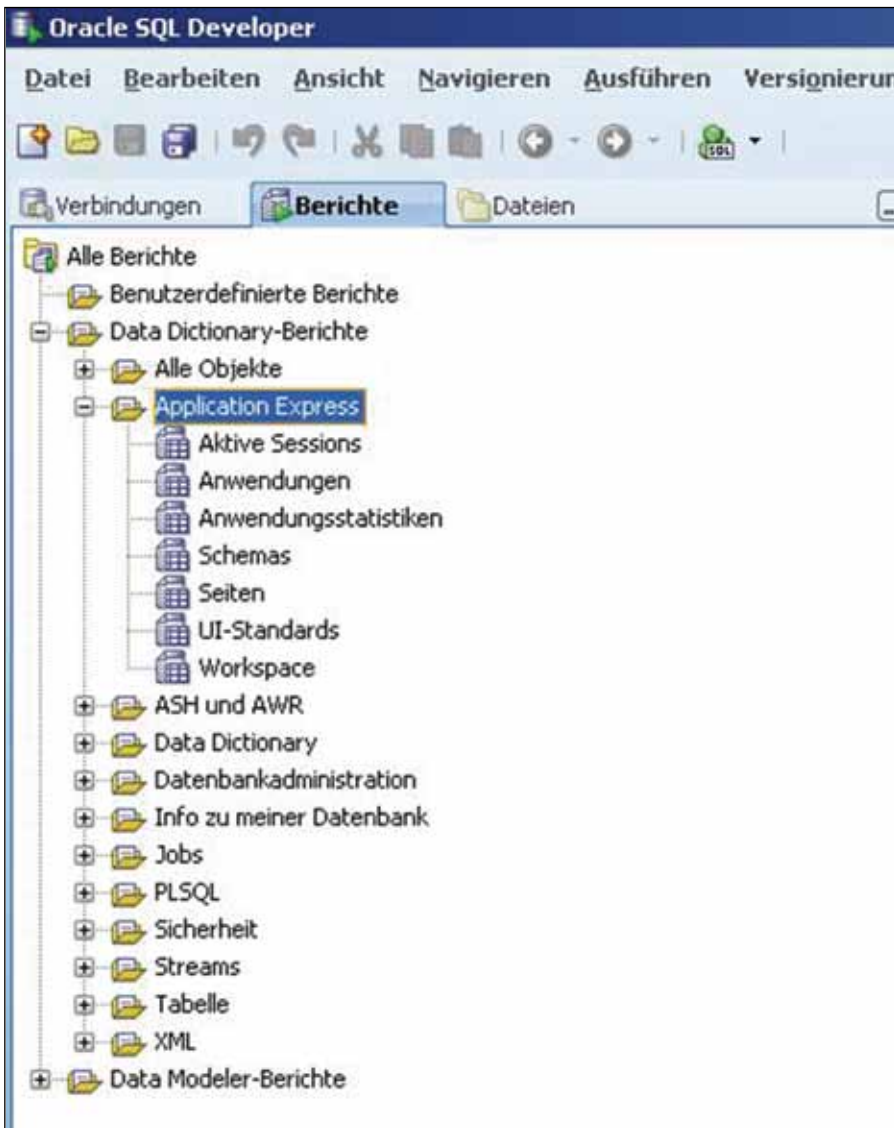 Oracle SQL Developer
Datei Bearbeiten Ansicht Navigieren Ausführen Versionierun
SQL
Verbindungen Berichte Dateien
Alle Berichte
Benutzerdefinierte Berichte
Data Dictionary-Berichte
Alle Objekte
Application Express
Aktive Sessions
Anwendungen
Anwendungsstatistiken
Schemas
Seiten
UI-Standards
Workspace
ASH und AWR
Data Dictionary
Datenbankadministration
Info zu meiner Datenbank
Jobs
PLSQL
Sicherheit
Streams
Tabelle
XML
Data Modeler-Berichte